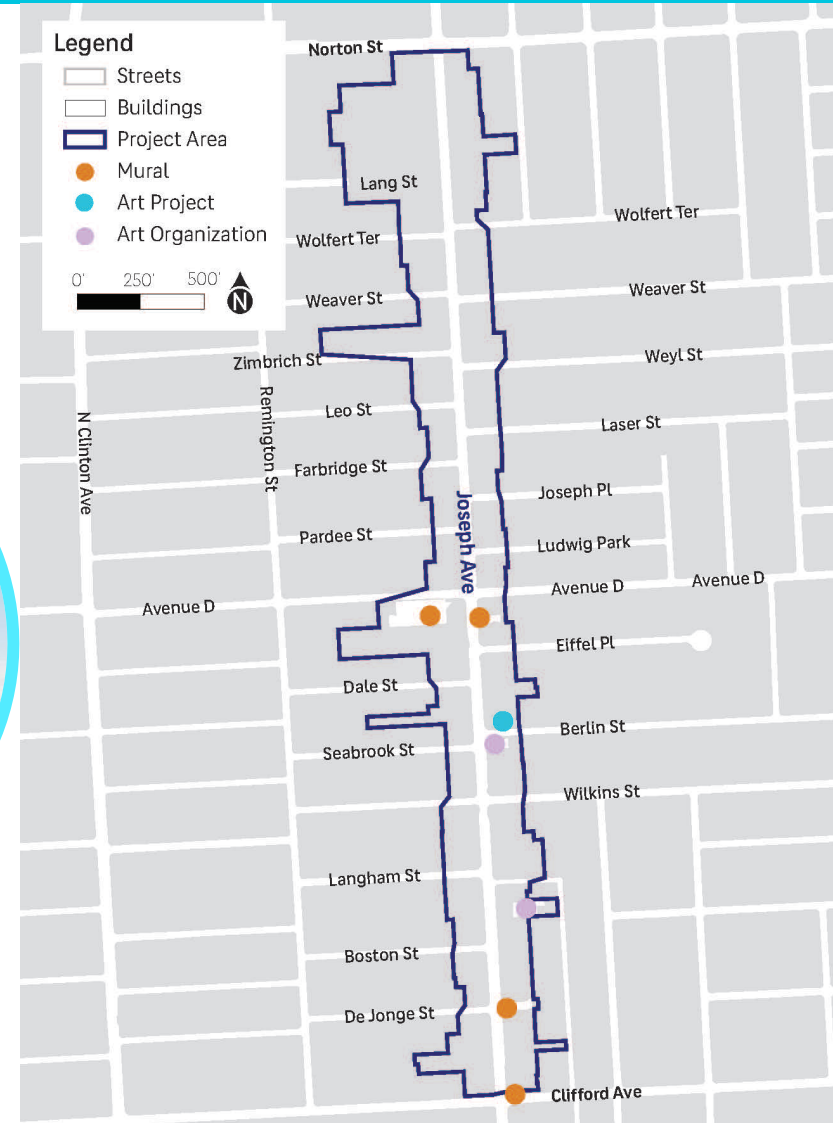 Legend
Streets
Buildings
Project Area
Mural
Art Project
Art Organization
0' 250' 500'
N
Norton St
Lang St
Wolfert Ter
Wolfert Ter
Weaver St
Weaver St
Zimbrich St
Weyl St
Remington St
N Clinton Ave
Leo St
Laser St
Farbridge St
Joseph Pl
Joseph Ave
Pardee St
Ludwig Park
Avenue D
Avenue D
Avenue D
Eiffel Pl
Dale St
Berlin St
Seabrook St
Wilkins St
Langham St
Boston St
De Jonge St
Clifford Ave